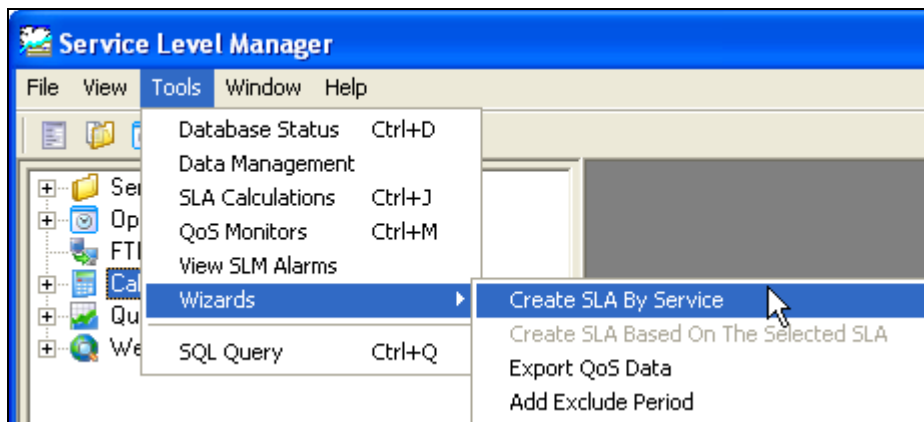 Service Level Manager
File View Tools Window Help
Database Status Ctrl+D
Data Management
SLA Calculations Ctrl+J
QoS Monitors Ctrl+M
View SLM Alarms
Wizards
SQL Query Ctrl+Q
Create SLA By Service
Create SLA Based On The Selected SLA
Export QoS Data
Add Exclude Period